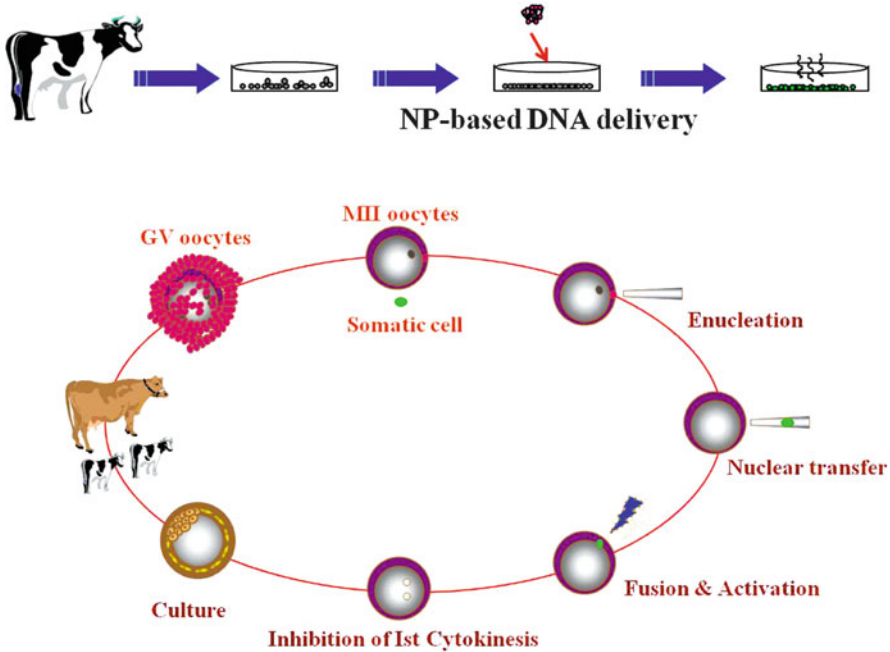 NP-based DNA delivery
MII oocytes
GV oocytes
Somatic cell
Enucleation
Nuclear transfer
Fusion & Activation
Culture
Inhibition of Ist Cytokinesis